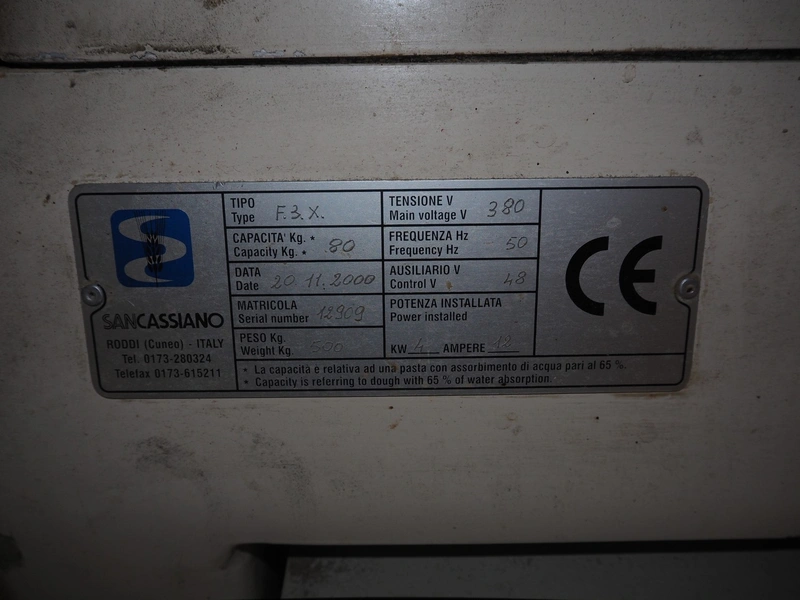 SANCASSIANO
RODDI (Cuneo) - ITALY
Tel. 0173-280324
Telefax 0173-615211
TIPO
Type F.3.X.
CAPACITA' Kg. *
Capacity Kg. * 80
DATA
Date 20.11.2000
MATRICOLA
Serial number 12909
PESO Kg.
Weight Kg.
TENSIONE V
Main voltage V 380
FREQUENZA Hz
Frequency Hz 50
AUSILIARIO V
Control V 48
POTENZA INSTALLATA
Power installed
KW 4 AMPERE 12
CE
• La capacità e relativa ad una pasta con assorbimento di acqua pari al 65 %.
• Capacity is referring to dough with 65 % of water absorption.